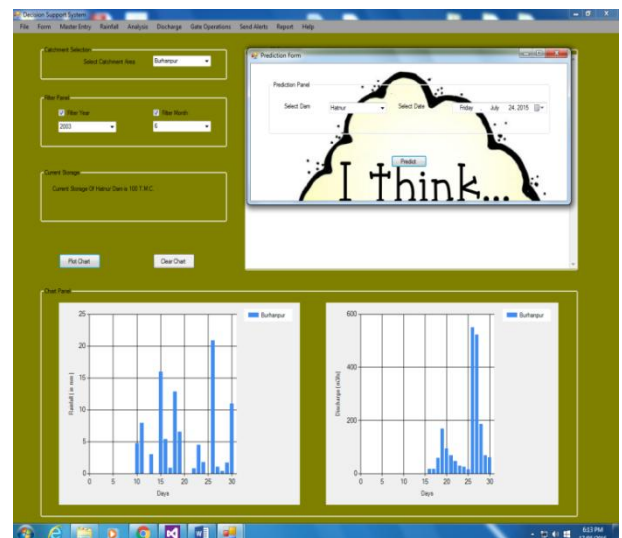 Decision Support System
File Form Master Entry Rainfall Analysis Discharge Gate Operations Send Alerts Report Help
Catchment Selection
Select Catchment Area Burhanpur
Filter Panel
Filter Year Filter Month
2003 6
Current Storage
Current Storage Of Hatnur Dam is 100 T.M.C.
Plot Chart Clear Chart
Prediction Form
Prediction Panel
Select Dam Hatnur Select Date Friday , July 24, 2015
Predict
I think...
Chart Panel
25
20
15
10
5
0
0 5 10 15 20 25 30
Rainfall ( in mm )
Days
Burhanpur
600
400
200
0
0 5 10 15 20 25 30
Discharge (m3/s)
Days
Burhanpur
6:13 PM